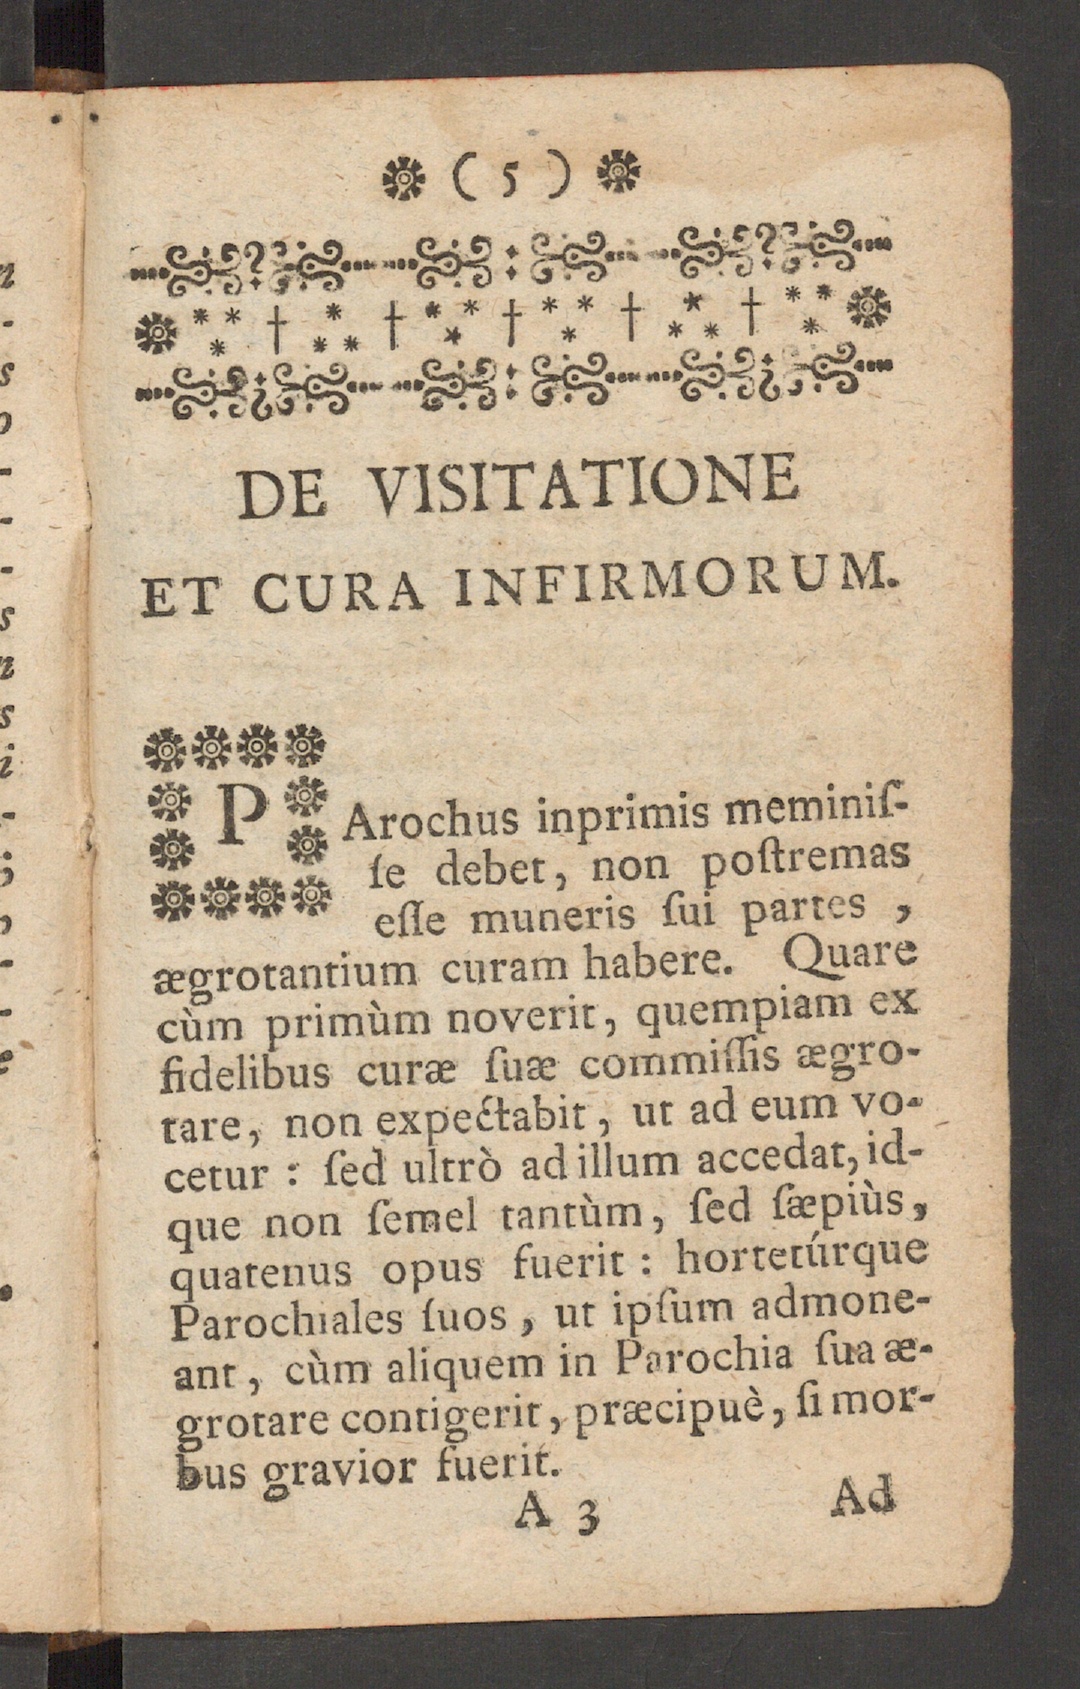 ( 5 )
DE VISITATIONE
ET CURA INFIRMORUM.
PArochus inprimis meminiſ-
ſe debet, non poſtremas
eſſe muneris ſui partes ,
ægrotantium curam habere. Quare
cùm primùm noverit, quempiam ex
fidelibus curæ ſuæ commiſſis ægro-
tare, non expectabit, ut ad eum vo-
cetur : ſed ultrò ad illum accedat, id-
que non ſemel tantùm, ſed ſæpiùs,
quatenus opus fuerit : hortetúrque
Parochiales ſuos , ut ipſum admone-
ant , cùm aliquem in Parochia ſua æ-
grotare contigerit, præcipuè, ſi mor-
bus gravior fuerit.
A 3 Ad